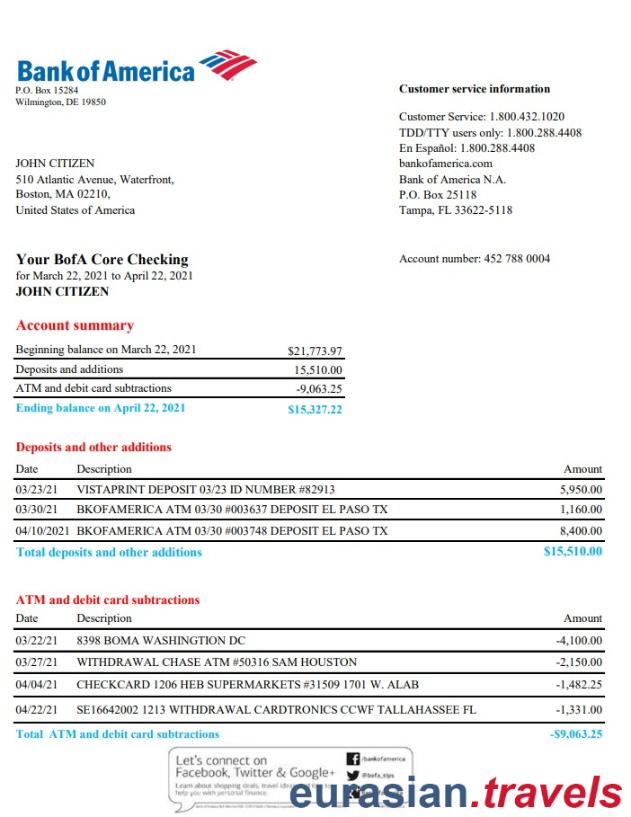 Bank of America
P.O. Box 15284
Wilmington, DE 19850
Customer service information
Customer Service: 1.800.432.1020
TDD/TTY users only: 1.800.288.4408
En Español: 1.800.288.4408
bankofamerica.com
Bank of America N.A.
P.O. Box 25118
Tampa, FL 33622-5118
JOHN CITIZEN
510 Atlantic Avenue, Waterfront,
Boston, MA 02210,
United States of America
Your BofA Core Checking
for March 22, 2021 to April 22, 2021
JOHN CITIZEN
Account number: 452 788 0004
Account summary
Beginning balance on March 22, 2021 $21,773.97
Deposits and additions 15,510.00
ATM and debit card subtractions -9,063.25
Ending balance on April 22, 2021 $15,327.22
Deposits and other additions
Date Description Amount
03/23/21 VISTAPRINT DEPOSIT 03/23 ID NUMBER #82913 5,950.00
03/30/21 BKOFAMERICA ATM 03/30 #003637 DEPOSIT EL PASO TX 1,160.00
04/10/2021 BKOFAMERICA ATM 03/30 #003748 DEPOSIT EL PASO TX 8,400.00
Total deposits and other additions $15,510.00
ATM and debit card subtractions
Date Description Amount
03/22/21 8398 BOMA WASHINGTION DC -4,100.00
03/27/21 WITHDRAWAL CHASE ATM #50316 SAM HOUSTON -2,150.00
04/04/21 CHECKCARD 1206 HEB SUPERMARKETS #31509 1701 W. ALAB -1,482.25
04/22/21 SE16642002 1213 WITHDRAWAL CARDTRONICS CCWF TALLAHASSEE FL -1,331.00
Total ATM and debit card subtractions -$9,063.25
Let's connect on
Facebook, Twitter & Google+
Learn about shopping deals, travel
help you with personal finance.
/bankofamerica
@bofa_tips
eurasian.travels